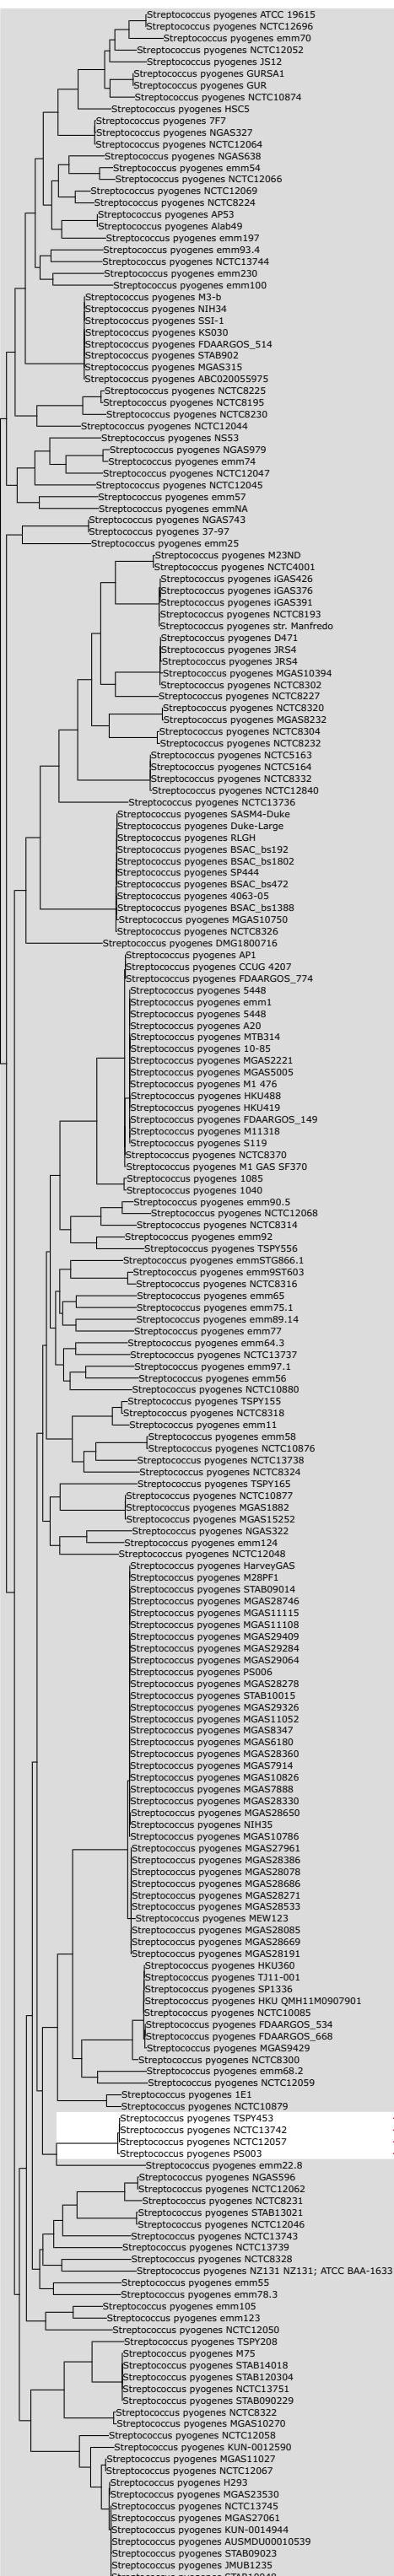 Streptococcus pyogenes ATCC 19615
Streptococcus pyogenes NCTC12696
Streptococcus pyogenes emm70
Streptococcus pyogenes NCTC12052
Streptococcus pyogenes JS12
Streptococcus pyogenes GURSA1
Streptococcus pyogenes GUR
Streptococcus pyogenes NCTC10874
Streptococcus pyogenes HSC5
Streptococcus pyogenes 7F7
Streptococcus pyogenes NGAS327
Streptococcus pyogenes NCTC12064
Streptococcus pyogenes NGAS638
Streptococcus pyogenes emm54
Streptococcus pyogenes NCTC12066
Streptococcus pyogenes NCTC12069
Streptococcus pyogenes NCTC8224
Streptococcus pyogenes AP53
Streptococcus pyogenes Alab49
Streptococcus pyogenes emm197
Streptococcus pyogenes emm93.4
Streptococcus pyogenes NCTC13744
Streptococcus pyogenes emm230
Streptococcus pyogenes emm100
Streptococcus pyogenes M3-b
Streptococcus pyogenes NIH34
Streptococcus pyogenes SSI-1
Streptococcus pyogenes KS030
Streptococcus pyogenes FDAARGOS_514
Streptococcus pyogenes STAB902
Streptococcus pyogenes MGAS315
Streptococcus pyogenes ABC020055975
Streptococcus pyogenes NCTC8225
Streptococcus pyogenes NCTC8195
Streptococcus pyogenes NCTC8230
Streptococcus pyogenes NCTC12044
Streptococcus pyogenes NS53
Streptococcus pyogenes NGAS979
Streptococcus pyogenes emm74
Streptococcus pyogenes NCTC12047
Streptococcus pyogenes NCTC12045
Streptococcus pyogenes emm57
Streptococcus pyogenes emmNA
Streptococcus pyogenes NGAS743
Streptococcus pyogenes 37-97
Streptococcus pyogenes emm25
Streptococcus pyogenes M23ND
Streptococcus pyogenes NCTC4001
Streptococcus pyogenes iGAS426
Streptococcus pyogenes iGAS376
Streptococcus pyogenes iGAS391
Streptococcus pyogenes NCTC8193
Streptococcus pyogenes str. Manfredo
Streptococcus pyogenes D471
Streptococcus pyogenes JRS4
Streptococcus pyogenes JRS4
Streptococcus pyogenes MGAS10394
Streptococcus pyogenes NCTC8302
Streptococcus pyogenes NCTC8227
Streptococcus pyogenes NCTC8320
Streptococcus pyogenes MGAS8232
Streptococcus pyogenes NCTC8304
Streptococcus pyogenes NCTC8232
Streptococcus pyogenes NCTC5163
Streptococcus pyogenes NCTC5164
Streptococcus pyogenes NCTC8332
Streptococcus pyogenes NCTC12840
Streptococcus pyogenes NCTC13736
Streptococcus pyogenes SASM4-Duke
Streptococcus pyogenes Duke-Large
Streptococcus pyogenes RLGH
Streptococcus pyogenes BSAC_bs192
Streptococcus pyogenes BSAC_bs1802
Streptococcus pyogenes SP444
Streptococcus pyogenes BSAC_bs472
Streptococcus pyogenes 4063-05
Streptococcus pyogenes BSAC_bs1388
Streptococcus pyogenes MGAS10750
Streptococcus pyogenes NCTC8326
Streptococcus pyogenes DMG1800716
Streptococcus pyogenes AP1
Streptococcus pyogenes CCUG 4207
Streptococcus pyogenes FDAARGOS_774
Streptococcus pyogenes 5448
Streptococcus pyogenes emm1
Streptococcus pyogenes 5448
Streptococcus pyogenes A20
Streptococcus pyogenes MTB314
Streptococcus pyogenes 10-85
Streptococcus pyogenes MGAS2221
Streptococcus pyogenes MGAS5005
Streptococcus pyogenes M1 476
Streptococcus pyogenes HKU488
Streptococcus pyogenes HKU419
Streptococcus pyogenes FDAARGOS_149
Streptococcus pyogenes M11318
Streptococcus pyogenes S119
Streptococcus pyogenes NCTC8370
Streptococcus pyogenes M1 GAS SF370
Streptococcus pyogenes 1085
Streptococcus pyogenes 1040
Streptococcus pyogenes emm90.5
Streptococcus pyogenes NCTC12068
Streptococcus pyogenes NCTC8314
Streptococcus pyogenes emm92
Streptococcus pyogenes TSPY556
Streptococcus pyogenes emmSTG866.1
Streptococcus pyogenes emm9ST603
Streptococcus pyogenes NCTC8316
Streptococcus pyogenes emm65
Streptococcus pyogenes emm75.1
Streptococcus pyogenes emm89.14
Streptococcus pyogenes emm77
Streptococcus pyogenes emm64.3
Streptococcus pyogenes NCTC13737
Streptococcus pyogenes emm97.1
Streptococcus pyogenes emm56
Streptococcus pyogenes NCTC10880
Streptococcus pyogenes TSPY155
Streptococcus pyogenes NCTC8318
Streptococcus pyogenes emm11
Streptococcus pyogenes emm58
Streptococcus pyogenes NCTC10876
Streptococcus pyogenes NCTC13738
Streptococcus pyogenes NCTC8324
Streptococcus pyogenes TSPY165
Streptococcus pyogenes NCTC10877
Streptococcus pyogenes MGAS1882
Streptococcus pyogenes MGAS15252
Streptococcus pyogenes NGAS322
Streptococcus pyogenes emm124
Streptococcus pyogenes NCTC12048
Streptococcus pyogenes HarveyGAS
Streptococcus pyogenes M28PF1
Streptococcus pyogenes STAB09014
Streptococcus pyogenes MGAS28746
Streptococcus pyogenes MGAS11115
Streptococcus pyogenes MGAS11108
Streptococcus pyogenes MGAS29409
Streptococcus pyogenes MGAS29284
Streptococcus pyogenes MGAS29064
Streptococcus pyogenes PS006
Streptococcus pyogenes MGAS28278
Streptococcus pyogenes STAB10015
Streptococcus pyogenes MGAS29326
Streptococcus pyogenes MGAS11052
Streptococcus pyogenes MGAS8347
Streptococcus pyogenes MGAS6180
Streptococcus pyogenes MGAS28360
Streptococcus pyogenes MGAS7914
Streptococcus pyogenes MGAS10826
Streptococcus pyogenes MGAS7888
Streptococcus pyogenes MGAS28330
Streptococcus pyogenes MGAS28650
Streptococcus pyogenes NIH35
Streptococcus pyogenes MGAS10786
Streptococcus pyogenes MGAS27961
Streptococcus pyogenes MGAS28386
Streptococcus pyogenes MGAS28078
Streptococcus pyogenes MGAS28686
Streptococcus pyogenes MGAS28271
Streptococcus pyogenes MGAS28533
Streptococcus pyogenes MEW123
Streptococcus pyogenes MGAS28085
Streptococcus pyogenes MGAS28669
Streptococcus pyogenes MGAS28191
Streptococcus pyogenes HKU360
Streptococcus pyogenes TJ11-001
Streptococcus pyogenes SP1336
Streptococcus pyogenes HKU QMH11M0907901
Streptococcus pyogenes NCTC10085
Streptococcus pyogenes FDAARGOS_534
Streptococcus pyogenes FDAARGOS_668
Streptococcus pyogenes MGAS9429
Streptococcus pyogenes NCTC8300
Streptococcus pyogenes emm68.2
Streptococcus pyogenes NCTC12059
Streptococcus pyogenes 1E1
Streptococcus pyogenes NCTC10879
Streptococcus pyogenes TSPY453
Streptococcus pyogenes NCTC13742
Streptococcus pyogenes NCTC12057
Streptococcus pyogenes PS003
Streptococcus pyogenes emm22.8
Streptococcus pyogenes NGAS596
Streptococcus pyogenes NCTC12062
Streptococcus pyogenes NCTC8231
Streptococcus pyogenes STAB13021
Streptococcus pyogenes NCTC12046
Streptococcus pyogenes NCTC13743
Streptococcus pyogenes NCTC13739
Streptococcus pyogenes NCTC8328
Streptococcus pyogenes NZ131 NZ131; ATCC BAA-1633
Streptococcus pyogenes emm55
Streptococcus pyogenes emm78.3
Streptococcus pyogenes emm105
Streptococcus pyogenes emm123
Streptococcus pyogenes NCTC12050
Streptococcus pyogenes TSPY208
Streptococcus pyogenes M75
Streptococcus pyogenes STAB14018
Streptococcus pyogenes STAB120304
Streptococcus pyogenes NCTC13751
Streptococcus pyogenes STAB090229
Streptococcus pyogenes NCTC8322
Streptococcus pyogenes MGAS10270
Streptococcus pyogenes NCTC12058
Streptococcus pyogenes KUN-0012590
Streptococcus pyogenes MGAS11027
Streptococcus pyogenes NCTC12067
Streptococcus pyogenes H293
Streptococcus pyogenes MGAS23530
Streptococcus pyogenes NCTC13745
Streptococcus pyogenes MGAS27061
Streptococcus pyogenes KUN-0014944
Streptococcus pyogenes AUSMDU00010539
Streptococcus pyogenes STAB09023
Streptococcus pyogenes JMUB1235
Streptococcus pyogenes